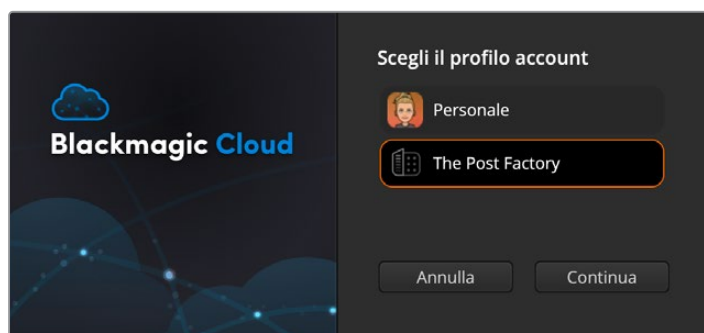 Blackmagic Cloud
Scegli il profilo account
Personale
The Post Factory
Annulla
Continua